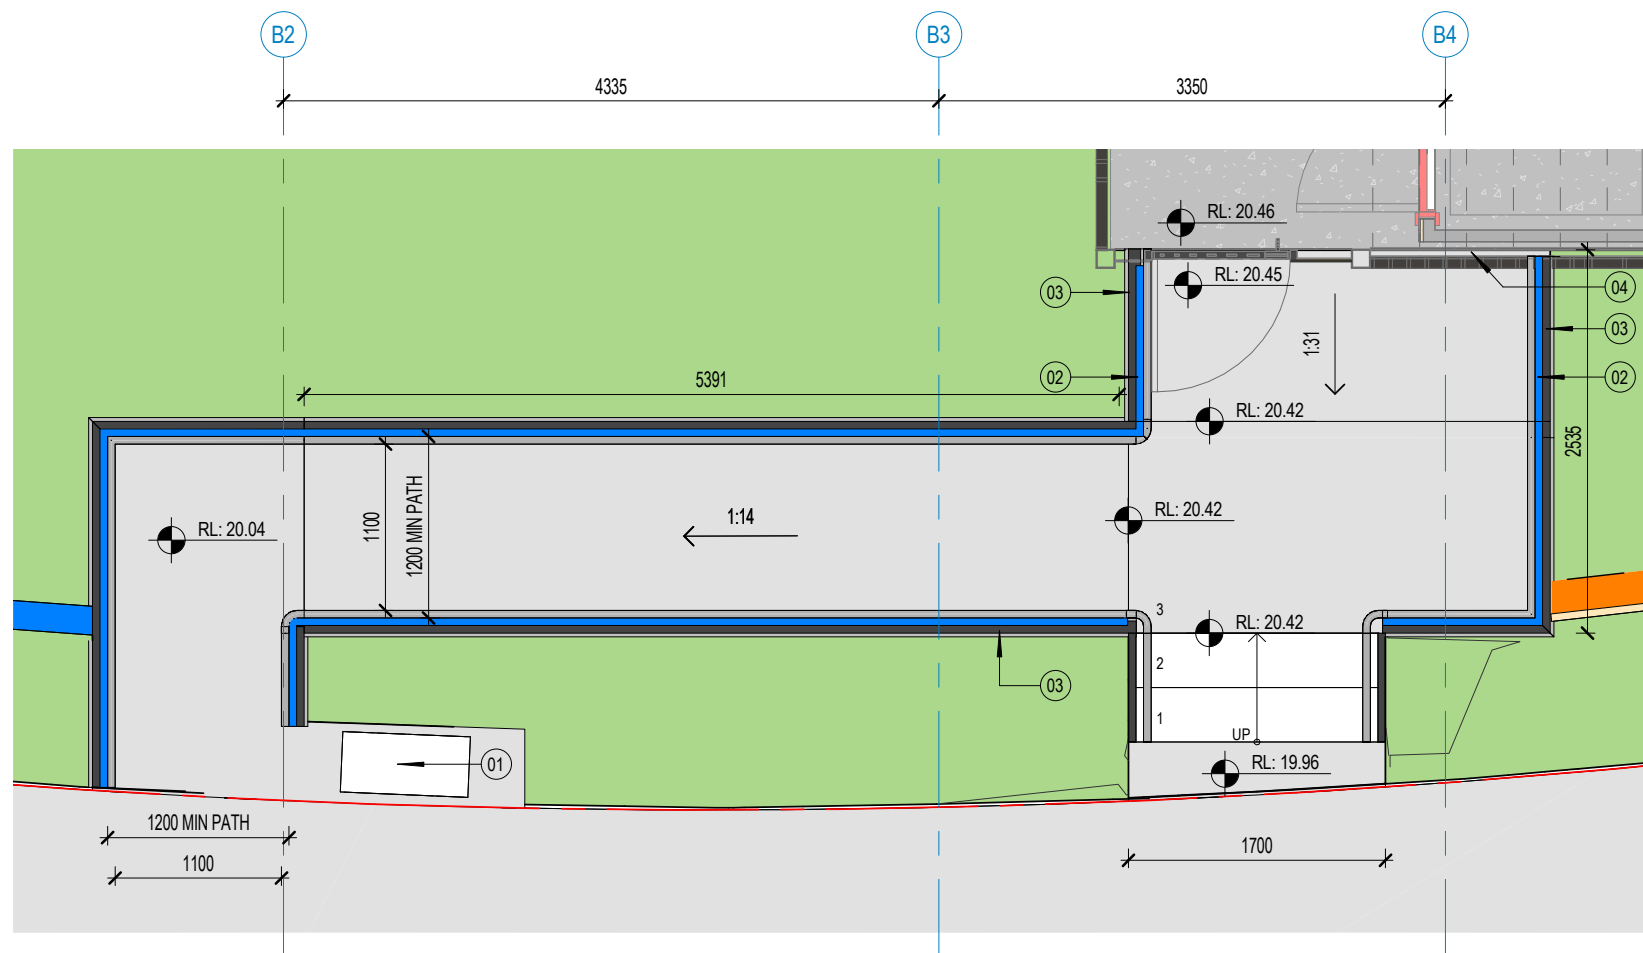 B2
B3
B4
4335
3350
RL: 20.46
RL: 20.45
03
04
03
1:31
5391
02
02
RL: 20.42
2535
1100
1200 MIN PATH
1:14
RL: 20.42
RL: 20.04
3
RL: 20.42
2
03
1
UP
01
RL: 19.96
1200 MIN PATH
1100
1700